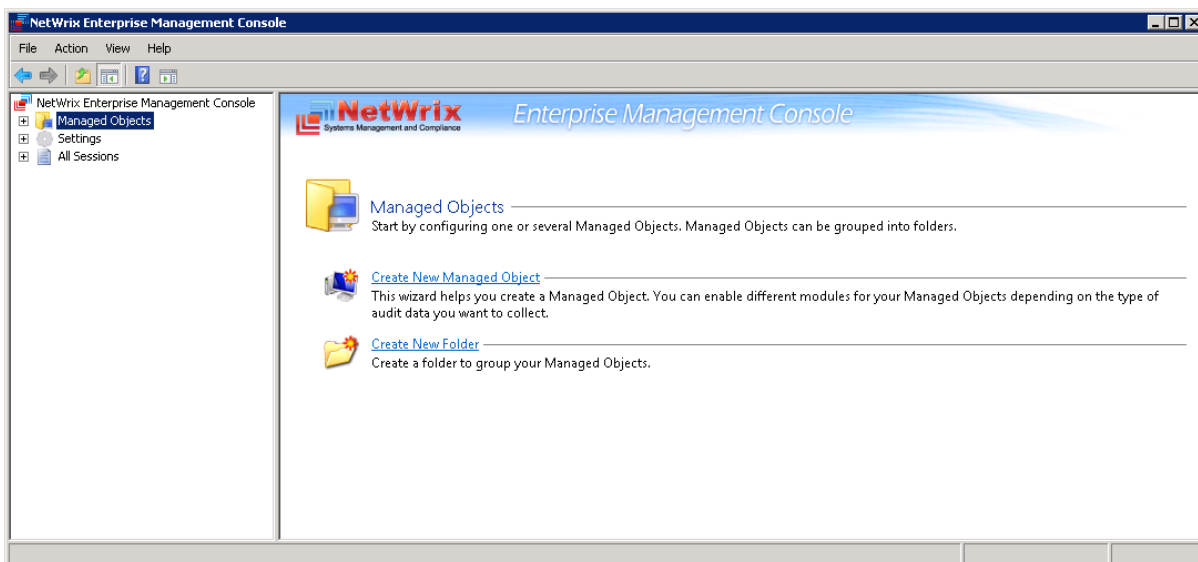 NetWrix Enterprise Management Console
File Action View Help
NetWrix Enterprise Management Console
Managed Objects
Settings
All Sessions
NetWrix
Systems Management and Compliance
Enterprise Management Console
Managed Objects
Start by configuring one or several Managed Objects. Managed Objects can be grouped into folders.
Create New Managed Object
This wizard helps you create a Managed Object. You can enable different modules for your Managed Objects depending on the type of
audit data you want to collect.
Create New Folder
Create a folder to group your Managed Objects.